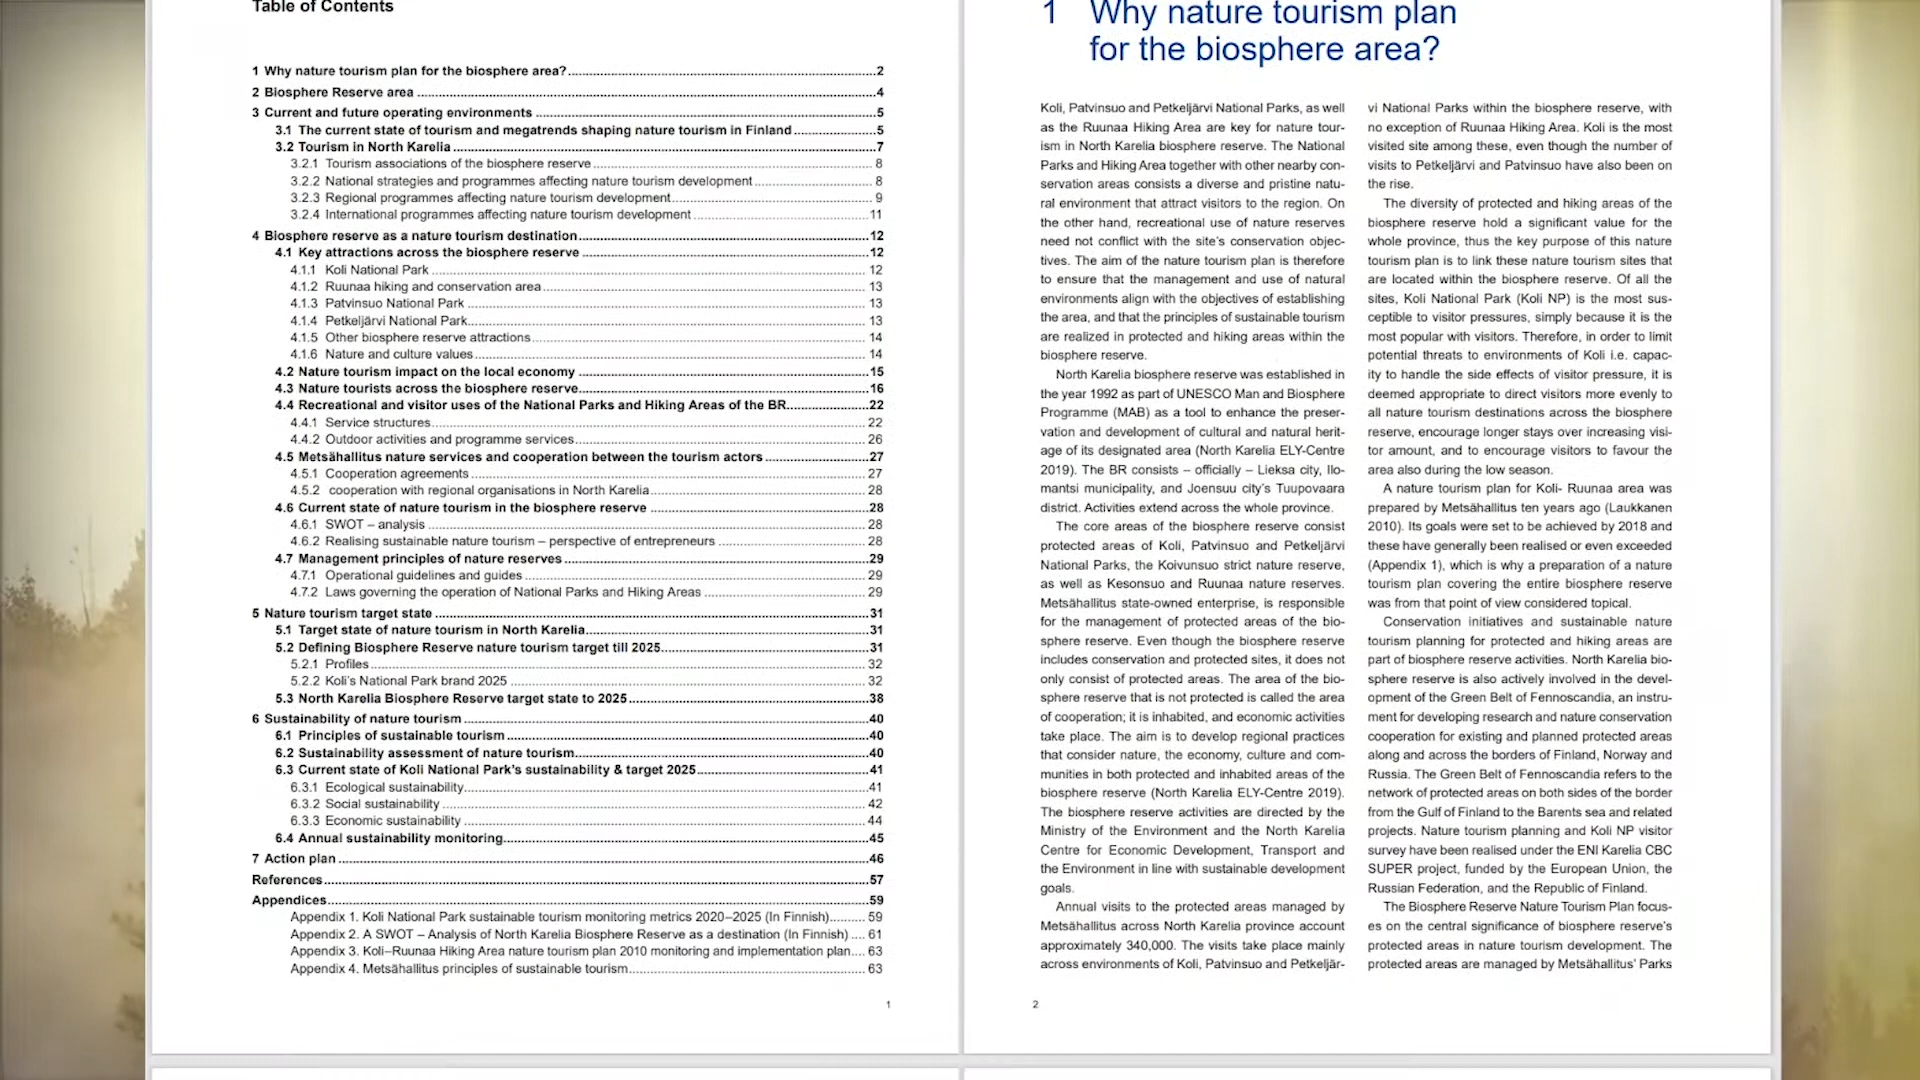 Table of Contents
1 Why nature tourism plan for the biosphere area?....2
2 Biosphere Reserve area ....4
3 Current and future operating environments ....5
3.1 The current state of tourism and megatrends shaping nature tourism in Finland....5
3.2 Tourism in North Karelia....7
3.2.1 Tourism associations of the biosphere reserve....8
3.2.2 National strategies and programmes affecting nature tourism development....8
3.2.3 Regional programmes affecting nature tourism development....9
3.2.4 International programmes affecting nature tourism development....11
4 Biosphere reserve as a nature tourism destination....12
4.1 Key attractions across the biosphere reserve....12
4.1.1 Koli National Park....12
4.1.2 Ruunaa hiking and conservation area....13
4.1.3 Patvinsuo National Park....13
4.1.4 Petkeljärvi National Park....13
4.1.5 Other biosphere reserve attractions....14
4.1.6 Nature and culture values....14
4.2 Nature tourism impact on the local economy....15
4.3 Nature tourists across the biosphere reserve....16
4.4 Recreational and visitor uses of the National Parks and Hiking Areas of the BR....22
4.4.1 Service structures....22
4.4.2 Outdoor activities and programme services....26
4.5 Metsähallitus nature services and cooperation between the tourism actors....27
4.5.1 Cooperation agreements....27
4.5.2 cooperation with regional organisations in North Karelia....28
4.6 Current state of nature tourism in the biosphere reserve....28
4.6.1 SWOT – analysis....28
4.6.2 Realising sustainable nature tourism – perspective of entrepreneurs....28
4.7 Management principles of nature reserves....29
4.7.1 Operational guidelines and guides....29
4.7.2 Laws governing the operation of National Parks and Hiking Areas....29
5 Nature tourism target state....31
5.1 Target state of nature tourism in North Karelia....31
5.2 Defining Biosphere Reserve nature tourism target till 2025....31
5.2.1 Profiles....32
5.2.2 Koli's National Park brand 2025....32
5.3 North Karelia Biosphere Reserve target state to 2025....38
6 Sustainability of nature tourism....40
6.1 Principles of sustainable tourism....40
6.2 Sustainability assessment of nature tourism....40
6.3 Current state of Koli National Park's sustainability & target 2025....41
6.3.1 Ecological sustainability....41
6.3.2 Social sustainability....42
6.3.3 Economic sustainability....44
6.4 Annual sustainability monitoring....45
7 Action plan....46
References....57
Appendices....59
Appendix 1. Koli National Park sustainable tourism monitoring metrics 2020–2025 (In Finnish)....59
Appendix 2. A SWOT – Analysis of North Karelia Biosphere Reserve as a destination (In Finnish)....61
Appendix 3. Koli–Ruunaa Hiking Area nature tourism plan 2010 monitoring and implementation plan....63
Appendix 4. Metsähallitus principles of sustainable tourism....63
1
1 Why nature tourism plan
for the biosphere area?
Koli, Patvinsuo and Petkeljärvi National Parks, as well
as the Ruunaa Hiking Area are key for nature tour-
ism in North Karelia biosphere reserve. The National
Parks and Hiking Area together with other nearby con-
servation areas consists a diverse and pristine natu-
ral environment that attract visitors to the region. On
the other hand, recreational use of nature reserves
need not conflict with the site's conservation objec-
tives. The aim of the nature tourism plan is therefore
to ensure that the management and use of natural
environments align with the objectives of establishing
the area, and that the principles of sustainable tourism
are realized in protected and hiking areas within the
biosphere reserve.
North Karelia biosphere reserve was established in
the year 1992 as part of UNESCO Man and Biosphere
Programme (MAB) as a tool to enhance the preser-
vation and development of cultural and natural herit-
age of its designated area (North Karelia ELY-Centre
2019). The BR consists – officially – Lieksa city, Ilo-
mantsi municipality, and Joensuu city's Tuupovaara
district. Activities extend across the whole province.
The core areas of the biosphere reserve consist
protected areas of Koli, Patvinsuo and Petkeljärvi
National Parks, the Koivunsuo strict nature reserve,
as well as Kesonsuo and Ruunaa nature reserves.
Metsähallitus state-owned enterprise, is responsible
for the management of protected areas of the bio-
sphere reserve. Even though the biosphere reserve
includes conservation and protected sites, it does not
only consist of protected areas. The area of the bio-
sphere reserve that is not protected is called the area
of cooperation; it is inhabited, and economic activities
take place. The aim is to develop regional practices
that consider nature, the economy, culture and com-
munities in both protected and inhabited areas of the
biosphere reserve (North Karelia ELY-Centre 2019).
The biosphere reserve activities are directed by the
Ministry of the Environment and the North Karelia
Centre for Economic Development, Transport and
the Environment in line with sustainable development
goals.
Annual visits to the protected areas managed by
Metsähallitus across North Karelia province account
approximately 340,000. The visits take place mainly
across environments of Koli, Patvinsuo and Petkeljär-
vi National Parks within the biosphere reserve, with
no exception of Ruunaa Hiking Area. Koli is the most
visited site among these, even though the number of
visits to Petkeljärvi and Patvinsuo have also been on
the rise.
The diversity of protected and hiking areas of the
biosphere reserve hold a significant value for the
whole province, thus the key purpose of this nature
tourism plan is to link these nature tourism sites that
are located within the biosphere reserve. Of all the
sites, Koli National Park (Koli NP) is the most sus-
ceptible to visitor pressures, simply because it is the
most popular with visitors. Therefore, in order to limit
potential threats to environments of Koli i.e. capac-
ity to handle the side effects of visitor pressure, it is
deemed appropriate to direct visitors more evenly to
all nature tourism destinations across the biosphere
reserve, encourage longer stays over increasing visi-
tor amount, and to encourage visitors to favour the
area also during the low season.
A nature tourism plan for Koli- Ruunaa area was
prepared by Metsähallitus ten years ago (Laukkanen
2010). Its goals were set to be achieved by 2018 and
these have generally been realised or even exceeded
(Appendix 1), which is why a preparation of a nature
tourism plan covering the entire biosphere reserve
was from that point of view considered topical.
Conservation initiatives and sustainable nature
tourism planning for protected and hiking areas are
part of biosphere reserve activities. North Karelia bio-
sphere reserve is also actively involved in the devel-
opment of the Green Belt of Fennoscandia, an instru-
ment for developing research and nature conservation
cooperation for existing and planned protected areas
along and across the borders of Finland, Norway and
Russia. The Green Belt of Fennoscandia refers to the
network of protected areas on both sides of the border
from the Gulf of Finland to the Barents sea and related
projects. Nature tourism planning and Koli NP visitor
survey have been realised under the ENI Karelia CBC
SUPER project, funded by the European Union, the
Russian Federation, and the Republic of Finland.
The Biosphere Reserve Nature Tourism Plan focus-
es on the central significance of biosphere reserve's
protected areas in nature tourism development. The
protected areas are managed by Metsähallitus' Parks
2